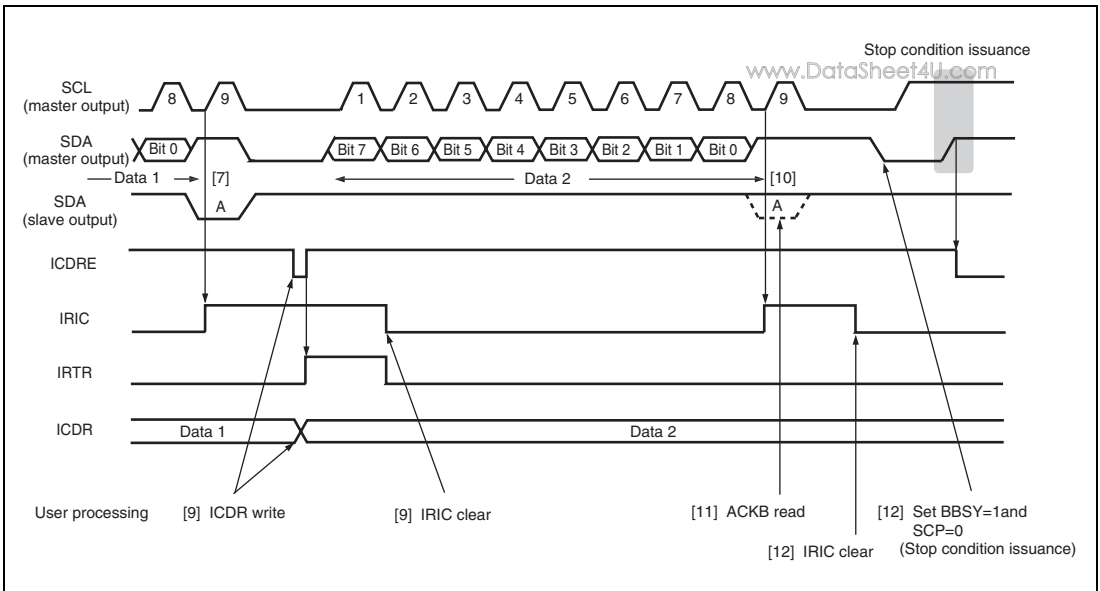 Stop condition issuance
www.DataSheet4U.com
SCL
(master output)
8 9 1 2 3 4 5 6 7 8 9
SDA
(master output)
Bit 0 Bit 7 Bit 6 Bit 5 Bit 4 Bit 3 Bit 2 Bit 1 Bit 0
Data 1 [7] Data 2 [10]
SDA
(slave output)
A A
ICDRE
IRIC
IRTR
ICDR
Data 1 Data 2
User processing [9] ICDR write [9] IRIC clear [11] ACKB read [12] Set BBSY=1and
SCP=0
(Stop condition issuance)
[12] IRIC clear